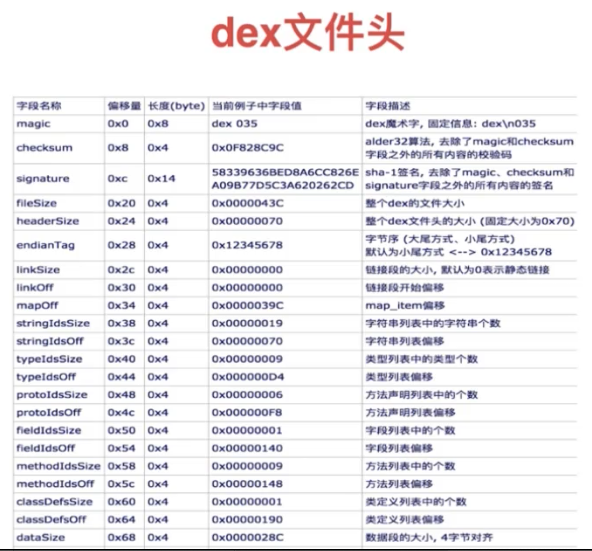 dex文件头
字段名称 偏移量 长度(byte) 当前例子中字段值 字段描述
magic 0x0 0x8 dex 035 dex魔术字, 固定信息: dex\n035
checksum 0x8 0x4 0x0F828C9C alder32算法, 去除了magic和checksum
字段之外的所有内容的校验码
signature 0xc 0x14 58339636BED8A6CC826E sha-1签名, 去除了magic、checksum和
A09B77D5C3A620262CD signature字段之外的所有内容的签名
fileSize 0x20 0x4 0x0000043C 整个dex的文件大小
headerSize 0x24 0x4 0x00000070 整个dex文件头的大小 (固定大小为0x70)
endianTag 0x28 0x4 0x12345678 字节序 (大尾方式、小尾方式)
默认为小尾方式 <--> 0x12345678
linkSize 0x2c 0x4 0x00000000 链接段的大小, 默认为0表示静态链接
linkOff 0x30 0x4 0x00000000 链接段开始偏移
mapOff 0x34 0x4 0x0000039C map_item偏移
stringIdsSize 0x38 0x4 0x00000019 字符串列表中的字符串个数
stringIdsOff 0x3c 0x4 0x00000070 字符串列表偏移
typeIdsSize 0x40 0x4 0x00000009 类型列表中的类型个数
typeIdsOff 0x44 0x4 0x000000D4 类型列表偏移
protoIdsSize 0x48 0x4 0x00000006 方法声明列表中的个数
protoIdsOff 0x4c 0x4 0x000000F8 方法声明列表偏移
fieldIdsSize 0x50 0x4 0x00000001 字段列表中的个数
fieldIdsOff 0x54 0x4 0x00000140 字段列表偏移
methodIdsSize 0x58 0x4 0x00000009 方法列表中的个数
methodIdsOff 0x5c 0x4 0x00000148 方法列表偏移
classDefsSize 0x60 0x4 0x00000001 类定义列表中的个数
classDefsOff 0x64 0x4 0x00000190 类定义列表偏移
dataSize 0x68 0x4 0x0000028C 数据段的大小, 4字节对齐